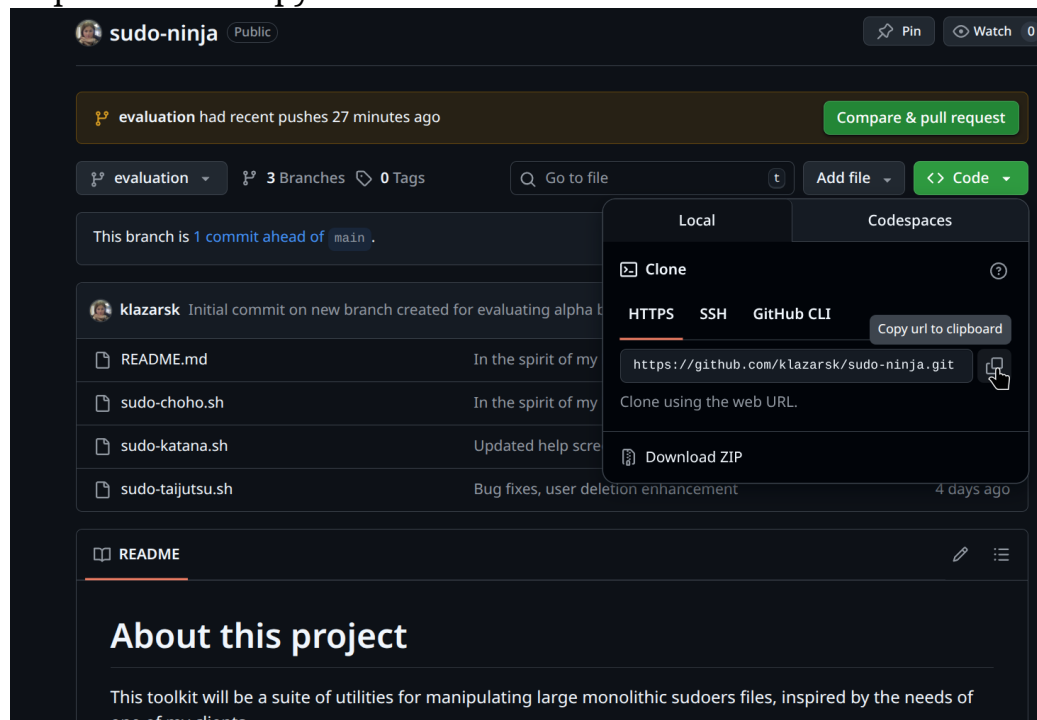 sudo-ninja Public Pin Watch 0
evaluation had recent pushes 27 minutes ago Compare & pull request
evaluation 3 Branches 0 Tags Go to file t Add file <> Code
This branch is 1 commit ahead of main .
Local Codespaces
Clone
HTTPS SSH GitHub CLI
Copy url to clipboard
https://github.com/klazarsk/sudo-ninja.git
Clone using the web URL.
Download ZIP
klazarsk Initial commit on new branch created for evaluating alpha
README.md In the spirit of my
sudo-choho.sh In the spirit of my
sudo-katana.sh Updated help scre
sudo-taijutsu.sh Bug fixes, user deletion enhancement 4 days ago
README
About this project
This toolkit will be a suite of utilities for manipulating large monolithic sudoers files, inspired by the needs of